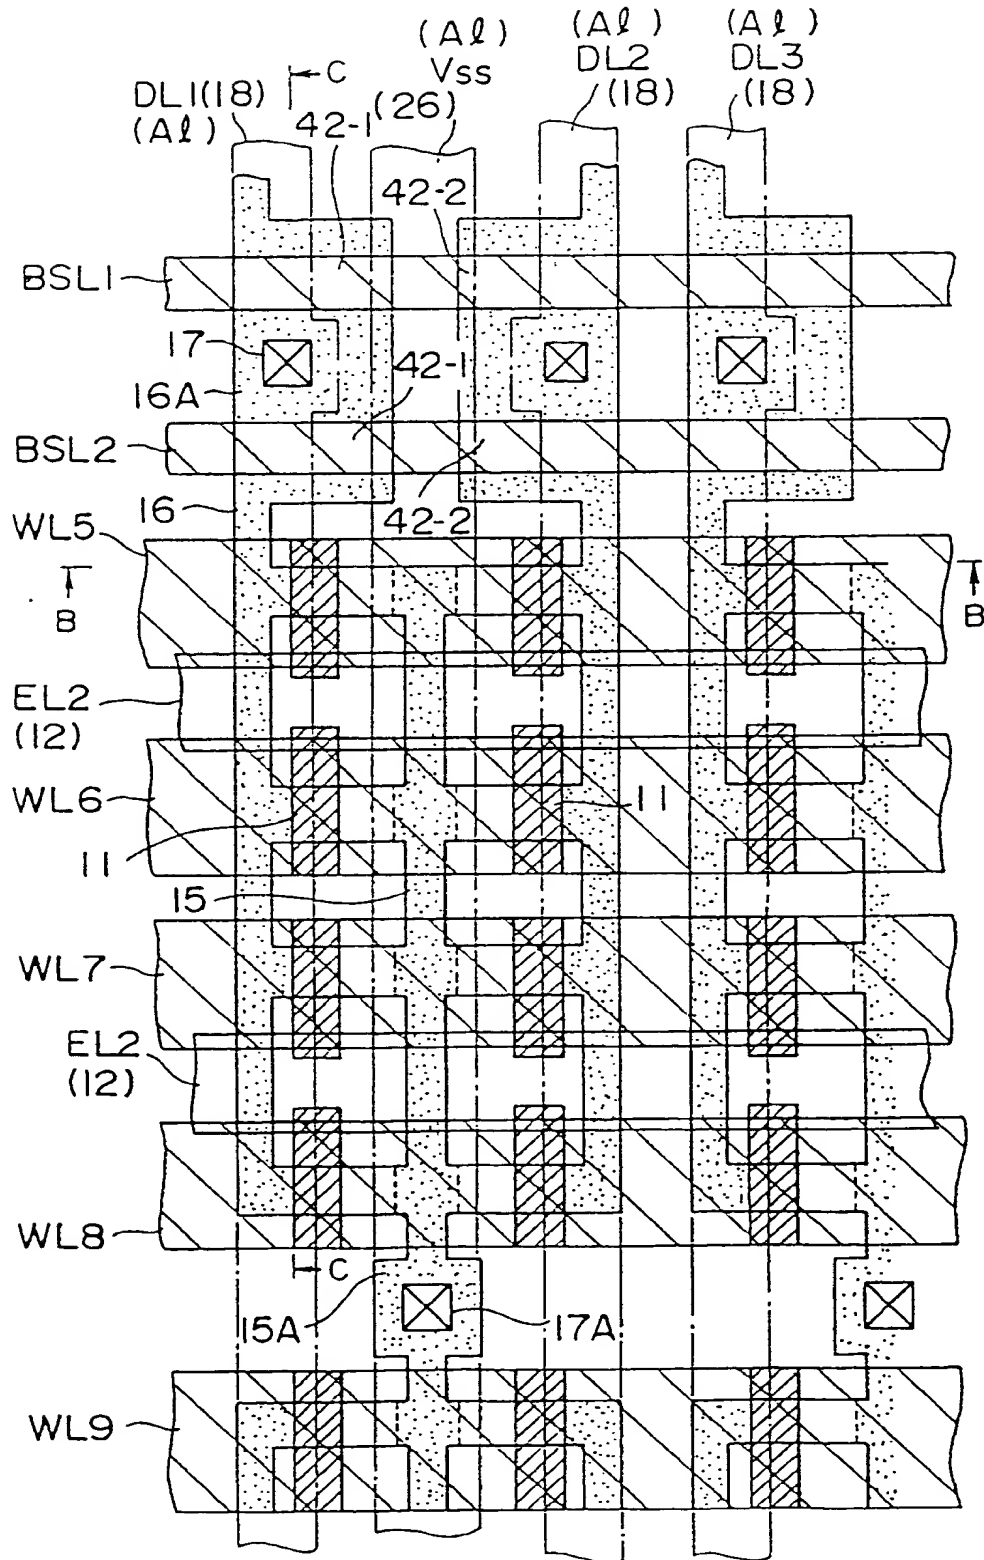 (Aℓ)
DL2
(18)
(Aℓ)
DL3
(18)
(Aℓ)
Vss
(26)
C
DL1(18)
(Aℓ)
42-1
42-2
BSL1
17
42-1
16A
BSL2
16
42-2
WL5
B
B
EL2
(12)
WL6
11
11
15
WL7
EL2
(12)
WL8
C
15A
17A
WL9